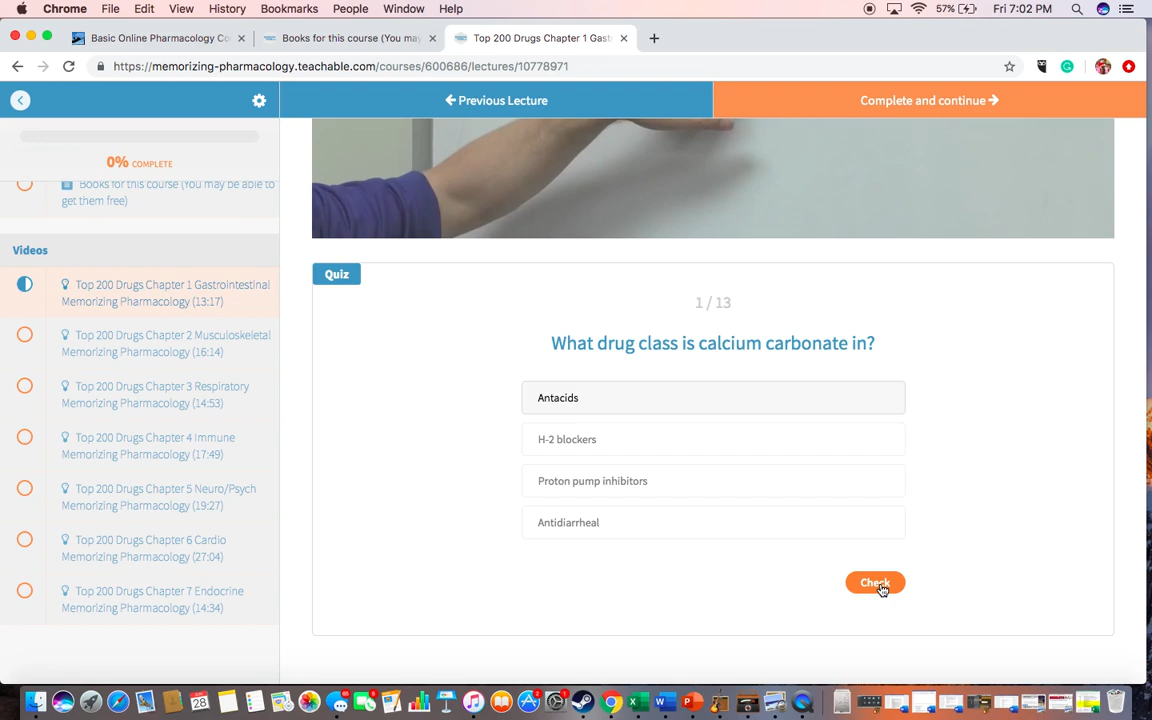 Chrome File Edit View History Bookmarks People Window Help 57% Fri 7:02 PM
Basic Online Pharmacology Co
Books for this course (You may
Top 200 Drugs Chapter 1 Gast
https://memorizing-pharmacology.teachable.com/courses/600686/lectures/10778971
Previous Lecture
Complete and continue
0% COMPLETE
Books for this course (You may be able to
get them free)
Videos
Top 200 Drugs Chapter 1 Gastrointestinal
Memorizing Pharmacology (13:17)
Top 200 Drugs Chapter 2 Musculoskeletal
Memorizing Pharmacology (16:14)
Top 200 Drugs Chapter 3 Respiratory
Memorizing Pharmacology (14:53)
Top 200 Drugs Chapter 4 Immune
Memorizing Pharmacology (17:49)
Top 200 Drugs Chapter 5 Neuro/Psych
Memorizing Pharmacology (19:27)
Top 200 Drugs Chapter 6 Cardio
Memorizing Pharmacology (27:04)
Top 200 Drugs Chapter 7 Endocrine
Memorizing Pharmacology (14:34)
Quiz
1 / 13
What drug class is calcium carbonate in?
Antacids
H-2 blockers
Proton pump inhibitors
Antidiarrheal
Check